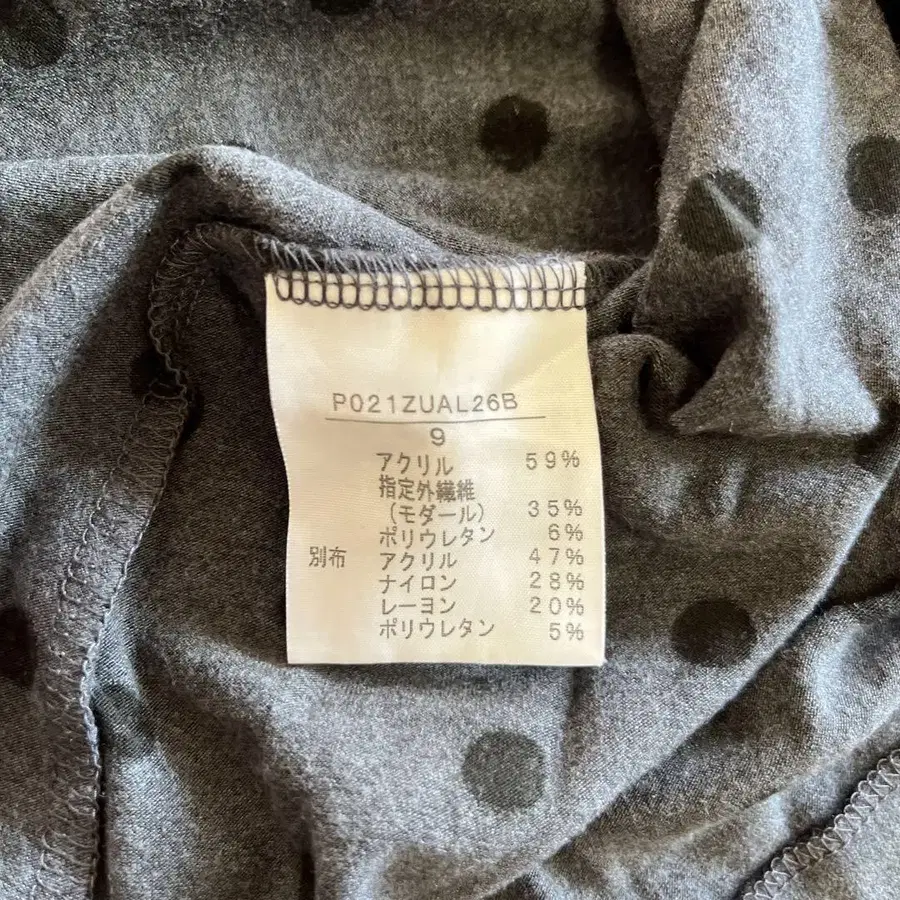 P021ZUAL26B
9
アクリル 59%
指定外繊維
(モダール) 35%
ポリウレタン 6%
別布 アクリル 47%
ナイロン 28%
レーヨン 20%
ポリウレタン 5%